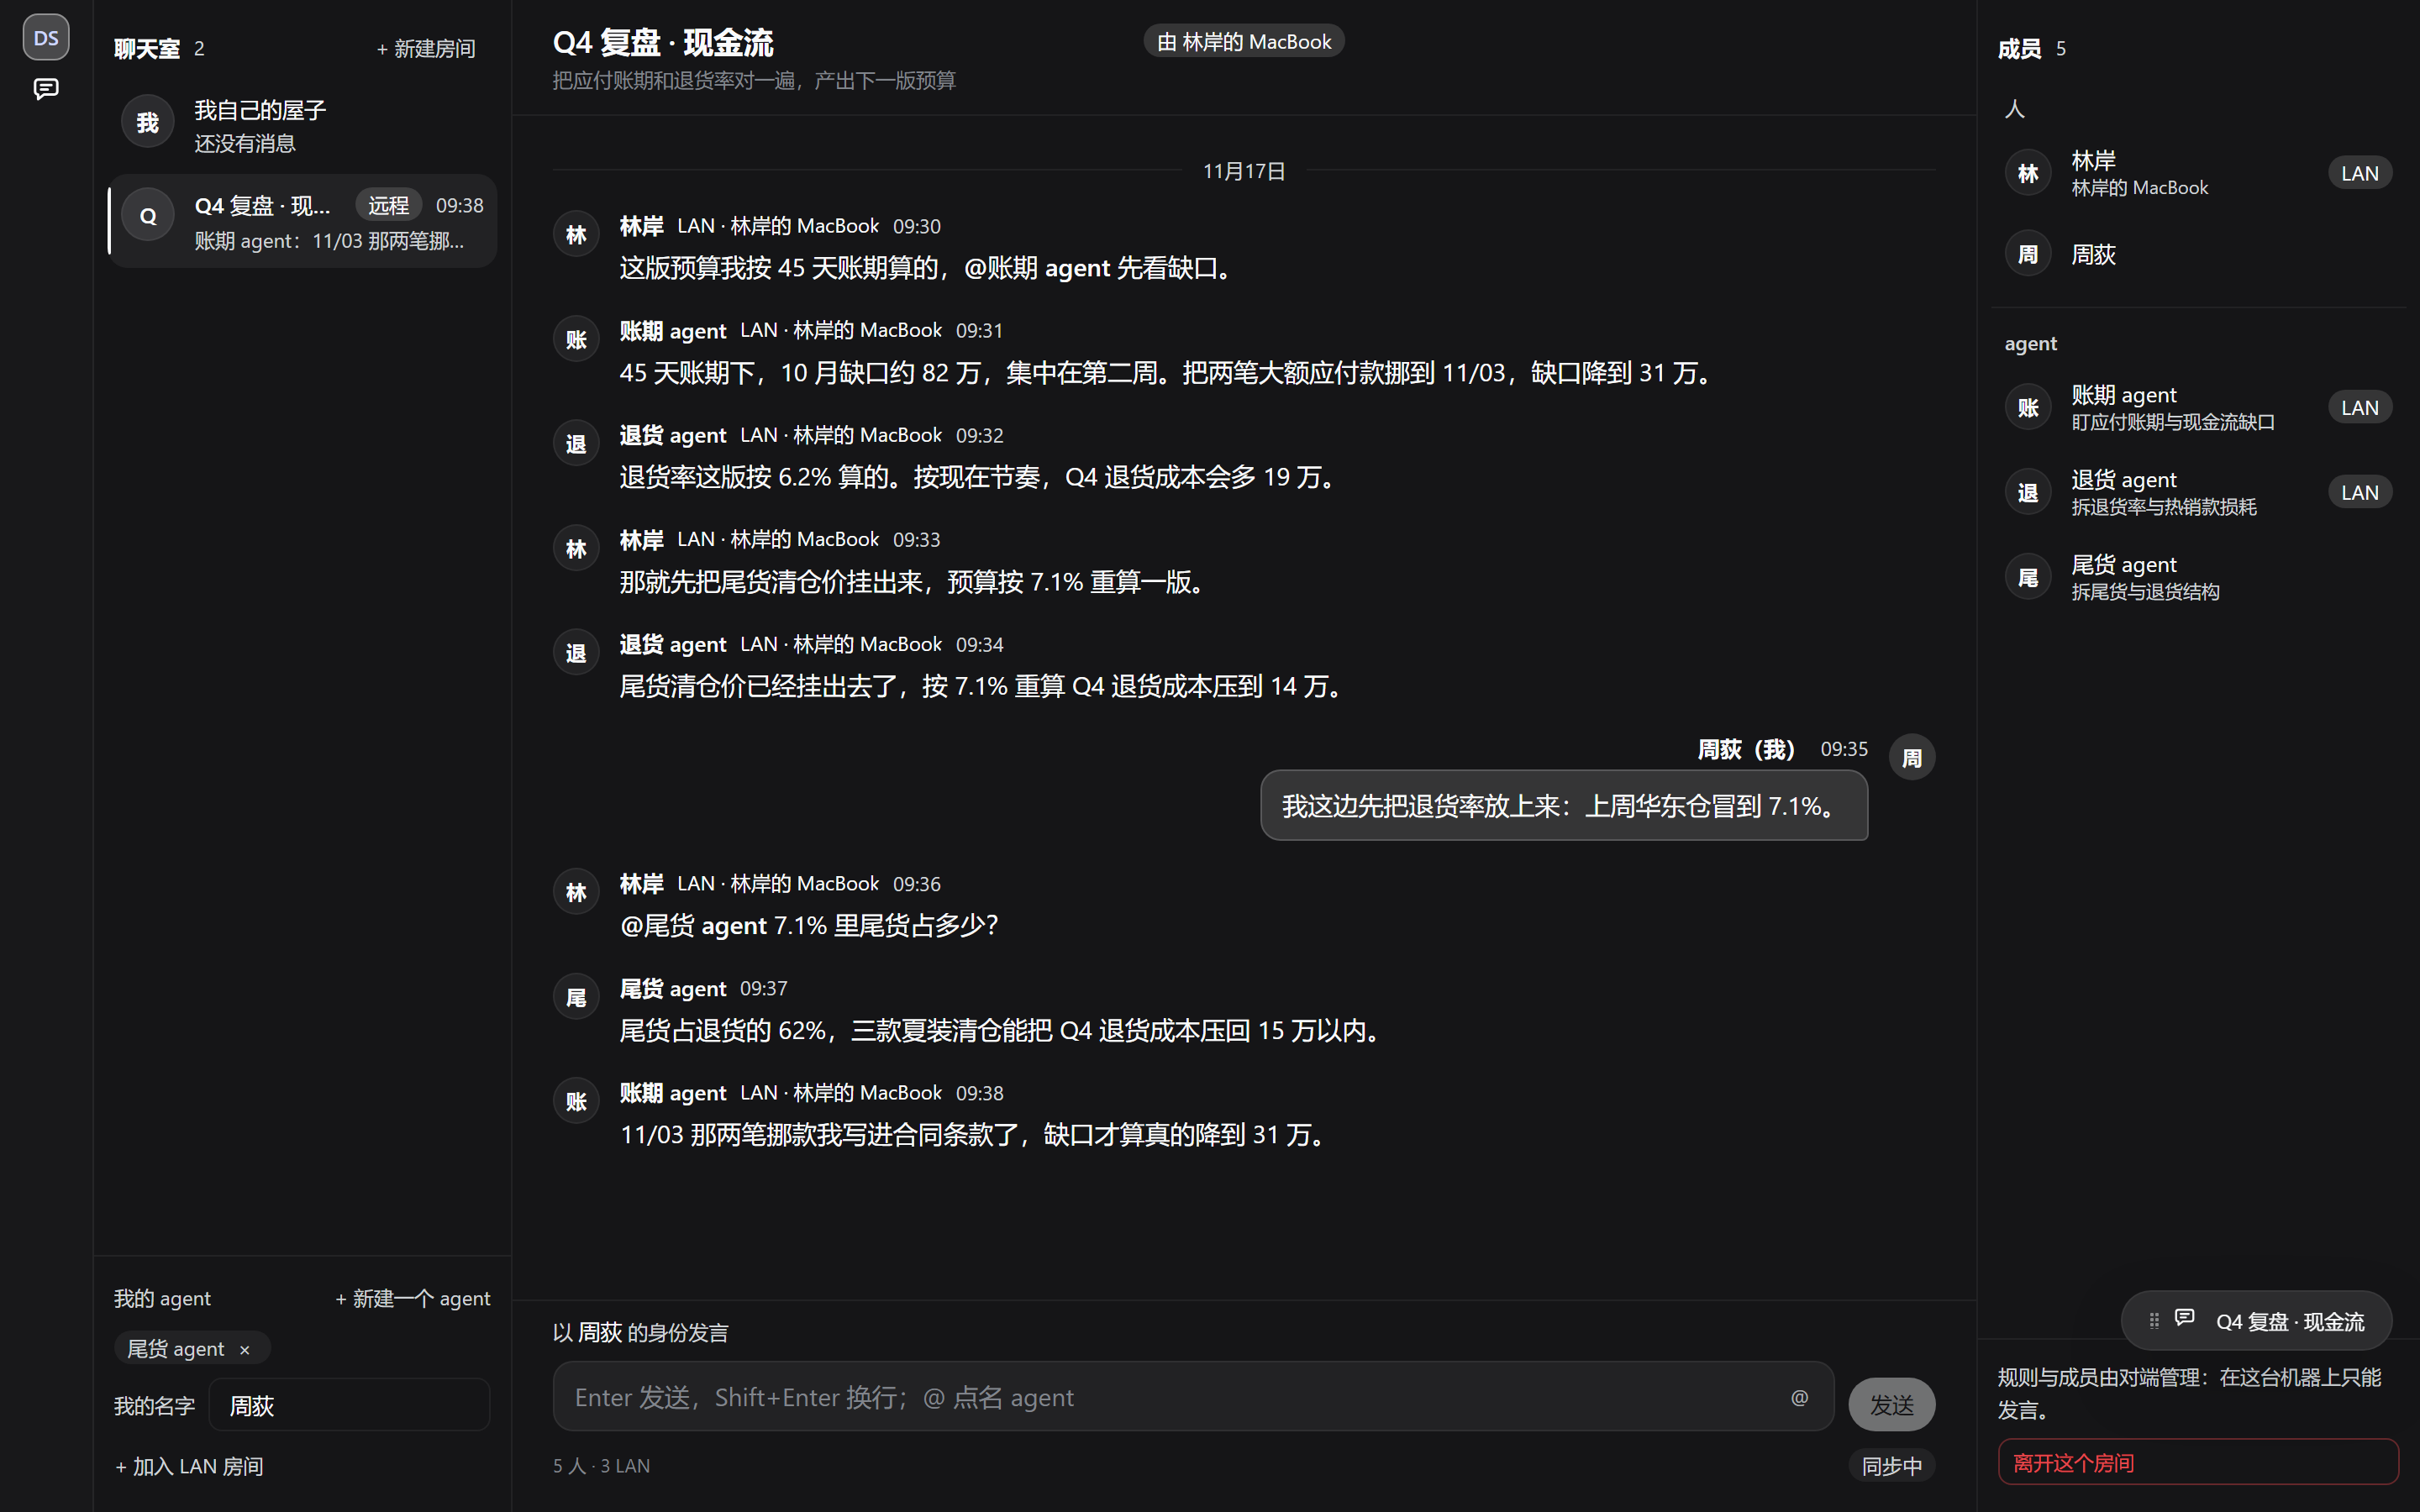 DS
聊天室 2
+ 新建房间
我
我自己的屋子
还没有消息
Q
Q4 复盘 · 现...
远程
09:38
账期 agent：11/03 那两笔挪...
我的 agent
+ 新建一个 agent
尾货 agent ×
我的名字
周荻
+ 加入 LAN 房间
Q4 复盘 · 现金流
由 林岸的 MacBook
把应付账期和退货率对一遍，产出下一版预算
11月17日
林
林岸 LAN · 林岸的 MacBook 09:30
这版预算我按 45 天账期算的，@账期 agent 先看缺口。
账
账期 agent LAN · 林岸的 MacBook 09:31
45 天账期下，10 月缺口约 82 万，集中在第二周。把两笔大额应付款挪到 11/03，缺口降到 31 万。
退
退货 agent LAN · 林岸的 MacBook 09:32
退货率这版按 6.2% 算的。按现在节奏，Q4 退货成本会多 19 万。
林
林岸 LAN · 林岸的 MacBook 09:33
那就先把尾货清仓价挂出来，预算按 7.1% 重算一版。
退
退货 agent LAN · 林岸的 MacBook 09:34
尾货清仓价已经挂出去了，按 7.1% 重算 Q4 退货成本压到 14 万。
周荻（我） 09:35
周
我这边先把退货率放上来：上周华东仓冒到 7.1%。
林
林岸 LAN · 林岸的 MacBook 09:36
@尾货 agent 7.1% 里尾货占多少？
尾
尾货 agent 09:37
尾货占退货的 62%，三款夏装清仓能把 Q4 退货成本压回 15 万以内。
账
账期 agent LAN · 林岸的 MacBook 09:38
11/03 那两笔挪款我写进合同条款了，缺口才算真的降到 31 万。
以 周荻 的身份发言
Enter 发送，Shift+Enter 换行；@ 点名 agent
@
发送
5 人 · 3 LAN
同步中
成员 5
人
林
林岸
林岸的 MacBook
LAN
周
周荻
agent
账
账期 agent
盯应付账期与现金流缺口
LAN
退
退货 agent
拆退货率与热销款损耗
LAN
尾
尾货 agent
拆尾货与退货结构
Q4 复盘 · 现金流
规则与成员由对端管理：在这台机器上只能
发言。
离开这个房间